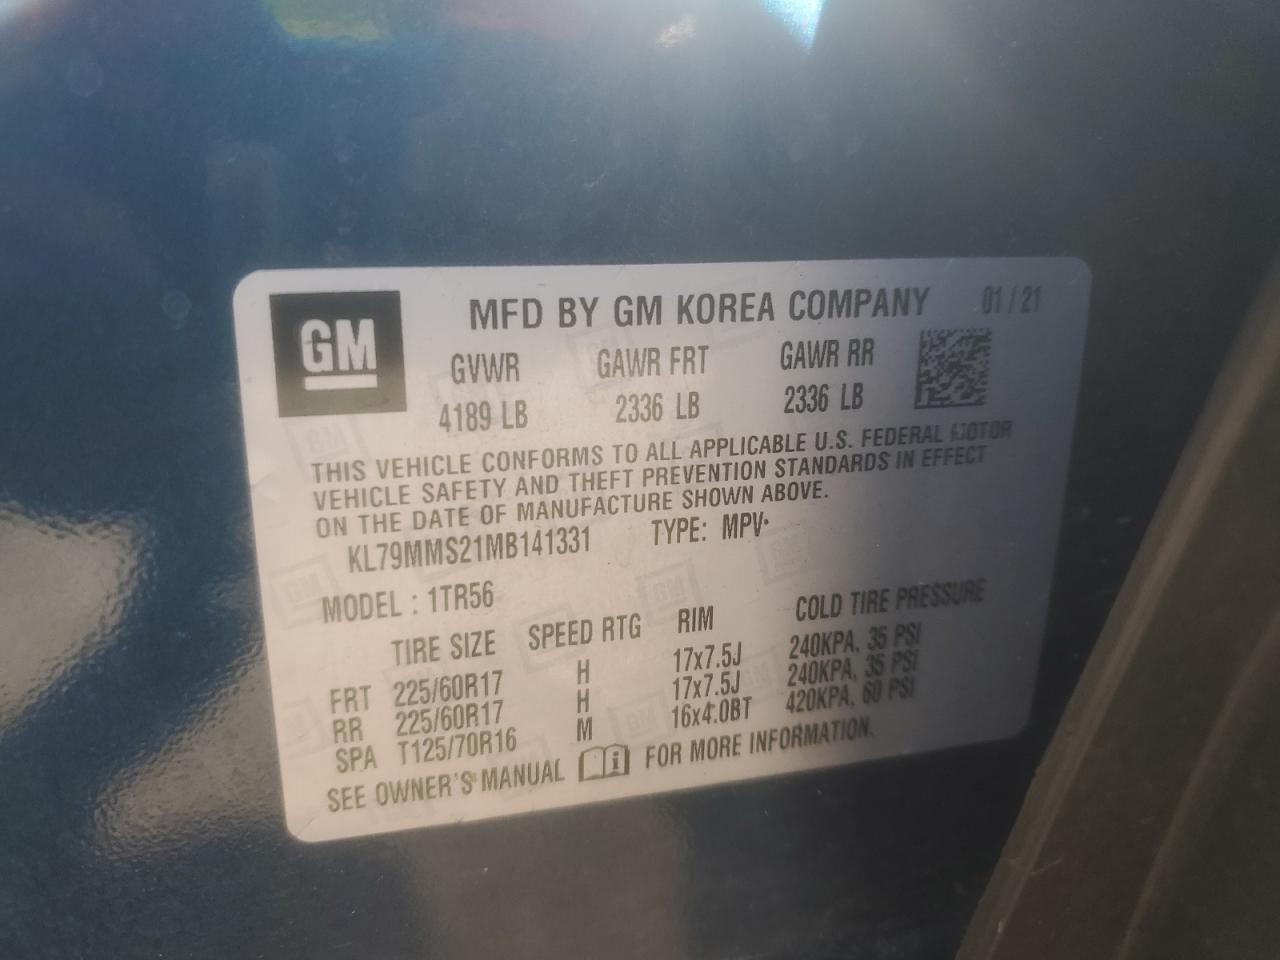 GM
MFD BY GM KOREA COMPANY 01/21
GVWR GAWR FRT GAWR RR
4189 LB 2336 LB 2336 LB
THIS VEHICLE CONFORMS TO ALL APPLICABLE U.S. FEDERAL MOTOR
VEHICLE SAFETY AND THEFT PREVENTION STANDARDS IN EFFECT
ON THE DATE OF MANUFACTURE SHOWN ABOVE.
KL79MMS21MB141331 TYPE: MPV
MODEL : 1TR56
TIRE SIZE SPEED RTG RIM COLD TIRE PRESSURE
FRT 225/60R17 H 17x7.5J 240KPA, 35 PSI
RR 225/60R17 H 17x7.5J 240KPA, 35 PSI
SPA T125/70R16 M 16x4.0BT 420KPA, 60 PSI
SEE OWNER'S MANUAL i FOR MORE INFORMATION.